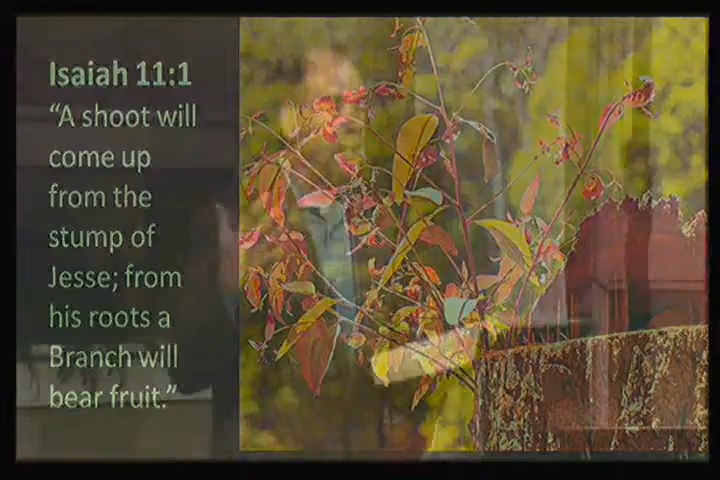 Isaiah 11:1
“A shoot will
come up
from the
stump of
Jesse; from
his roots a
Branch will
bear fruit.”